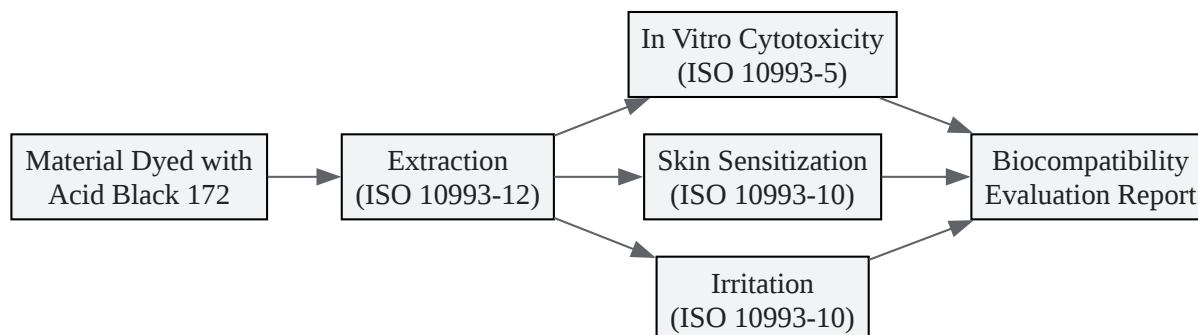 Material Dyed with
Acid Black 172
Extraction
(ISO 10993-12)
In Vitro Cytotoxicity
(ISO 10993-5)
Skin Sensitization
(ISO 10993-10)
Irritation
(ISO 10993-10)
Biocompatibility
Evaluation Report